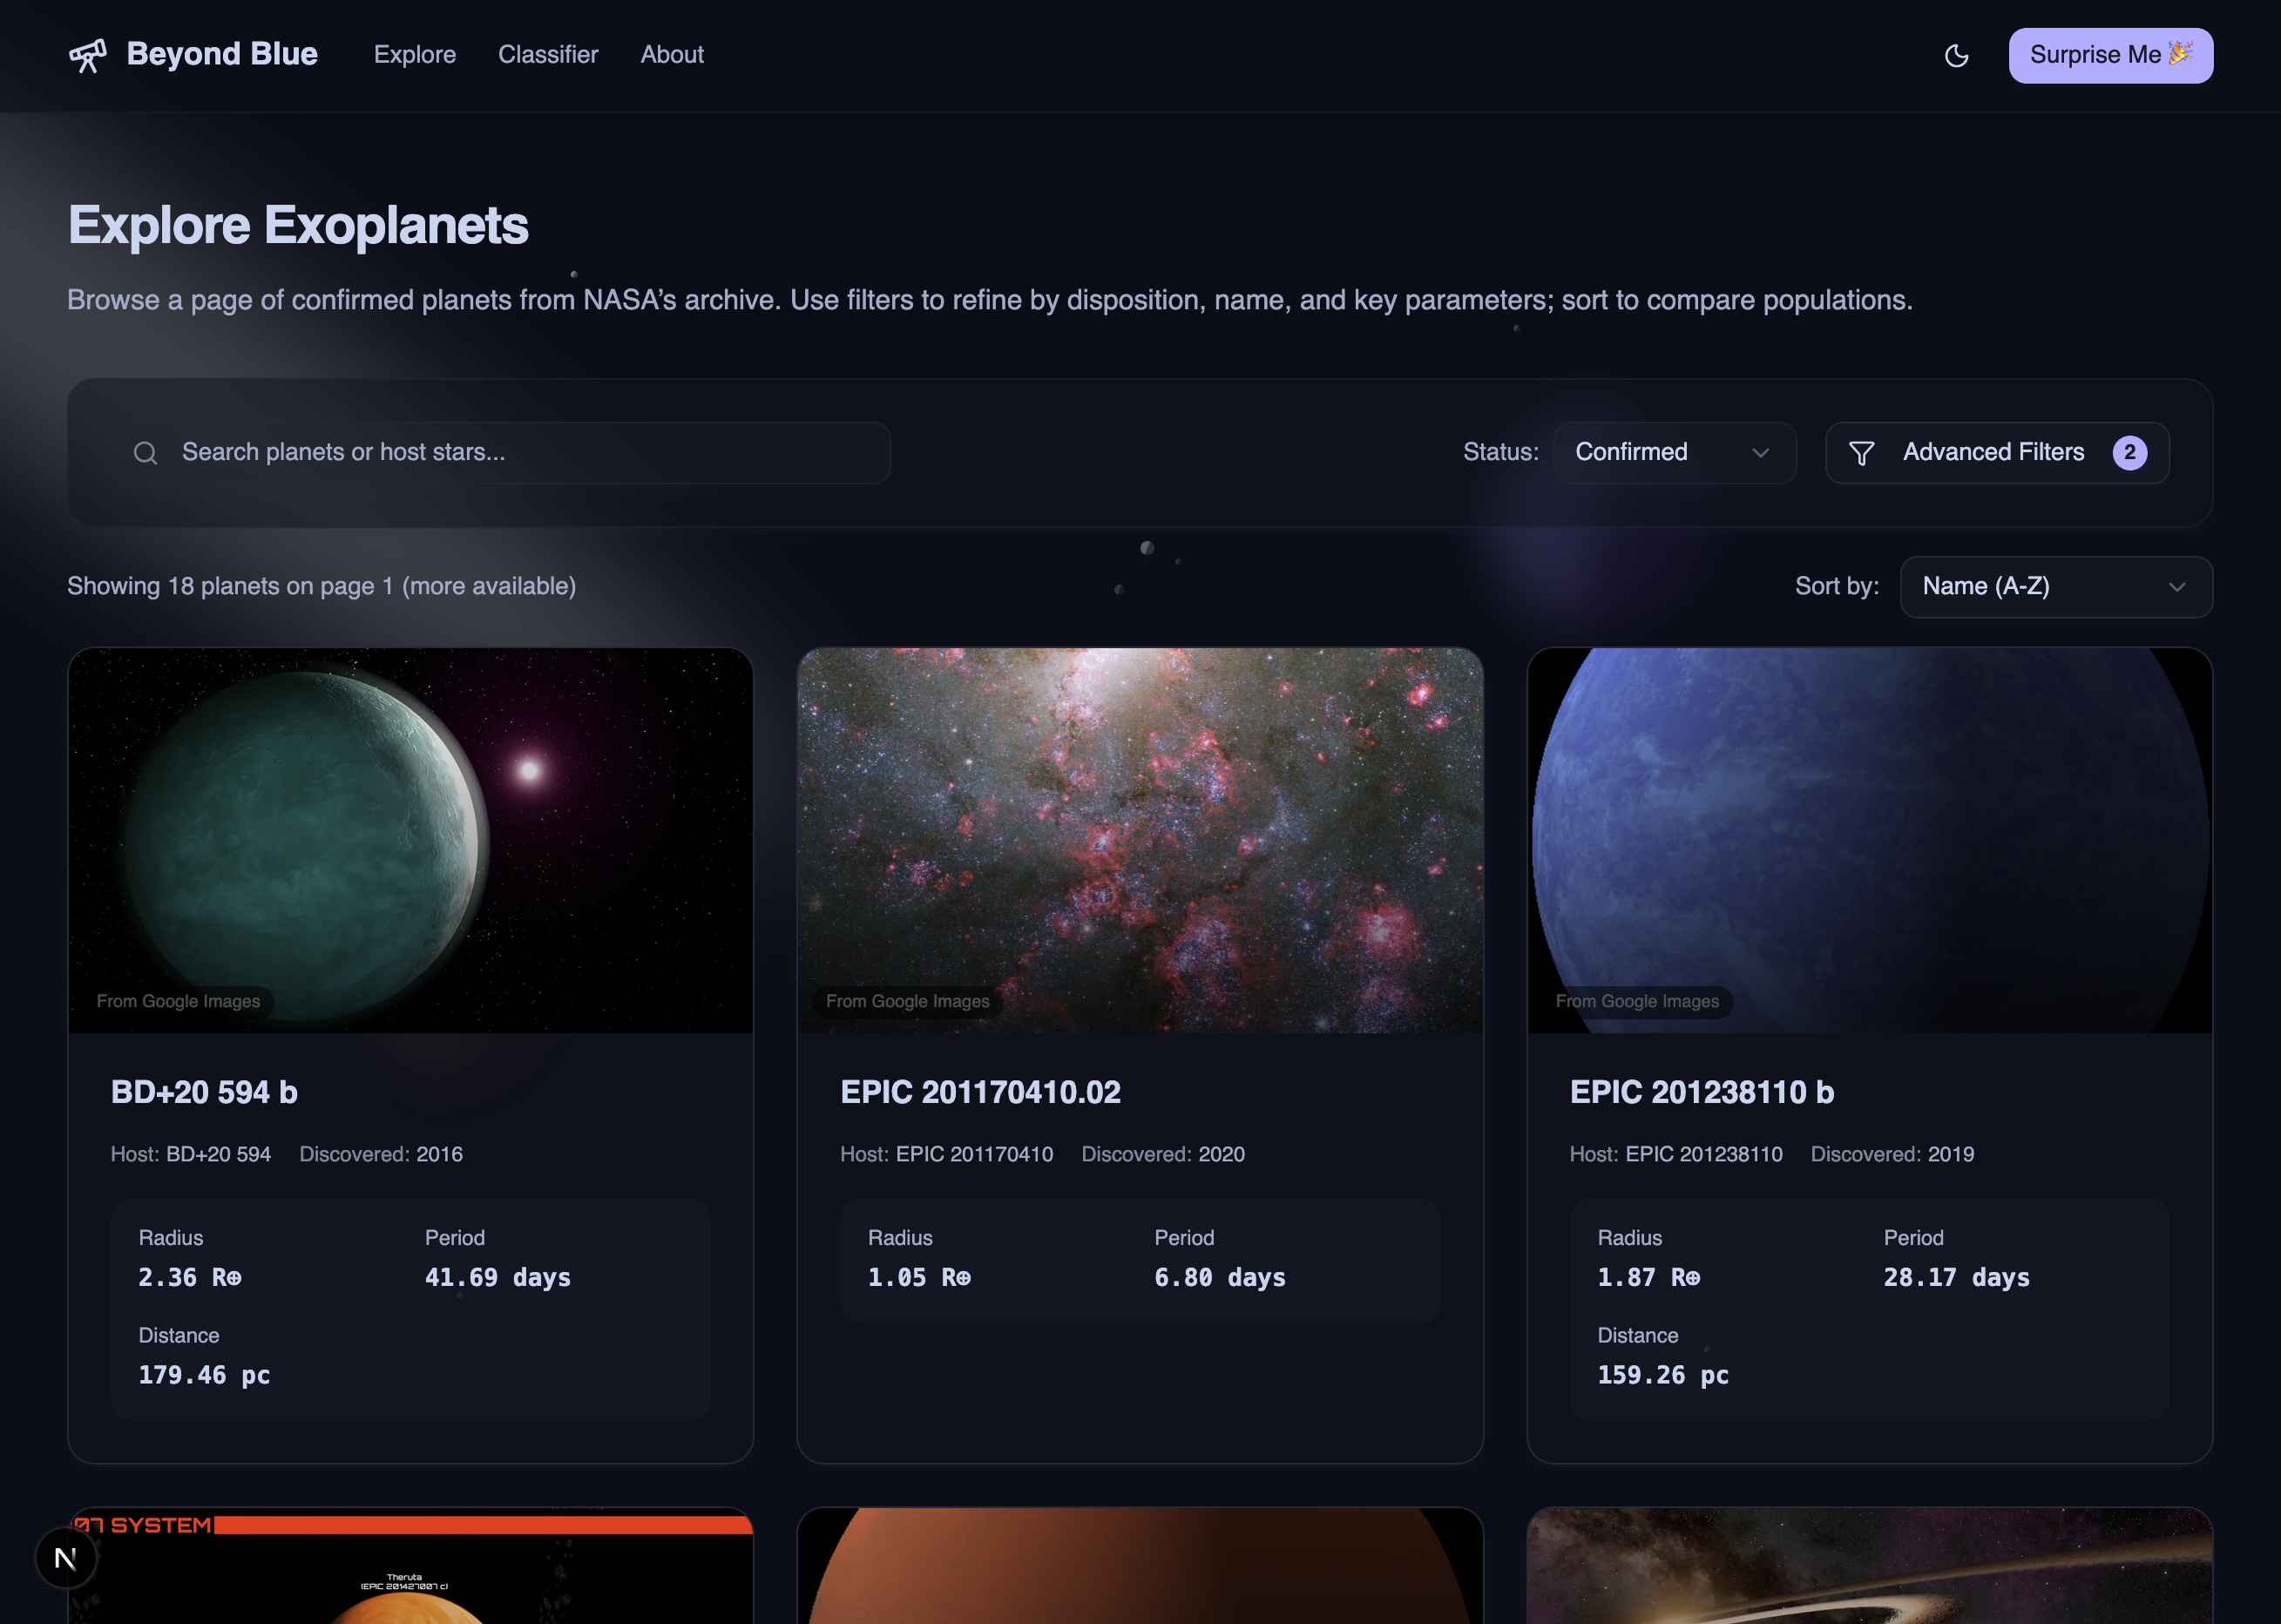 Beyond Blue
Explore
Classifier
About
Surprise Me 🎉
Explore Exoplanets
Browse a page of confirmed planets from NASA’s archive. Use filters to refine by disposition, name, and key parameters; sort to compare populations.
Search planets or host stars...
Status:
Confirmed
Advanced Filters
2
Showing 18 planets on page 1 (more available)
Sort by:
Name (A-Z)
From Google Images
From Google Images
From Google Images
BD+20 594 b
Host: BD+20 594 Discovered: 2016
Radius
2.36 R⊕
Period
41.69 days
Distance
179.46 pc
EPIC 201170410.02
Host: EPIC 201170410 Discovered: 2020
Radius
1.05 R⊕
Period
6.80 days
EPIC 201238110 b
Host: EPIC 201238110 Discovered: 2019
Radius
1.87 R⊕
Period
28.17 days
Distance
159.26 pc
07 SYSTEM
Theruta
(EPIC 201427007 c)
N